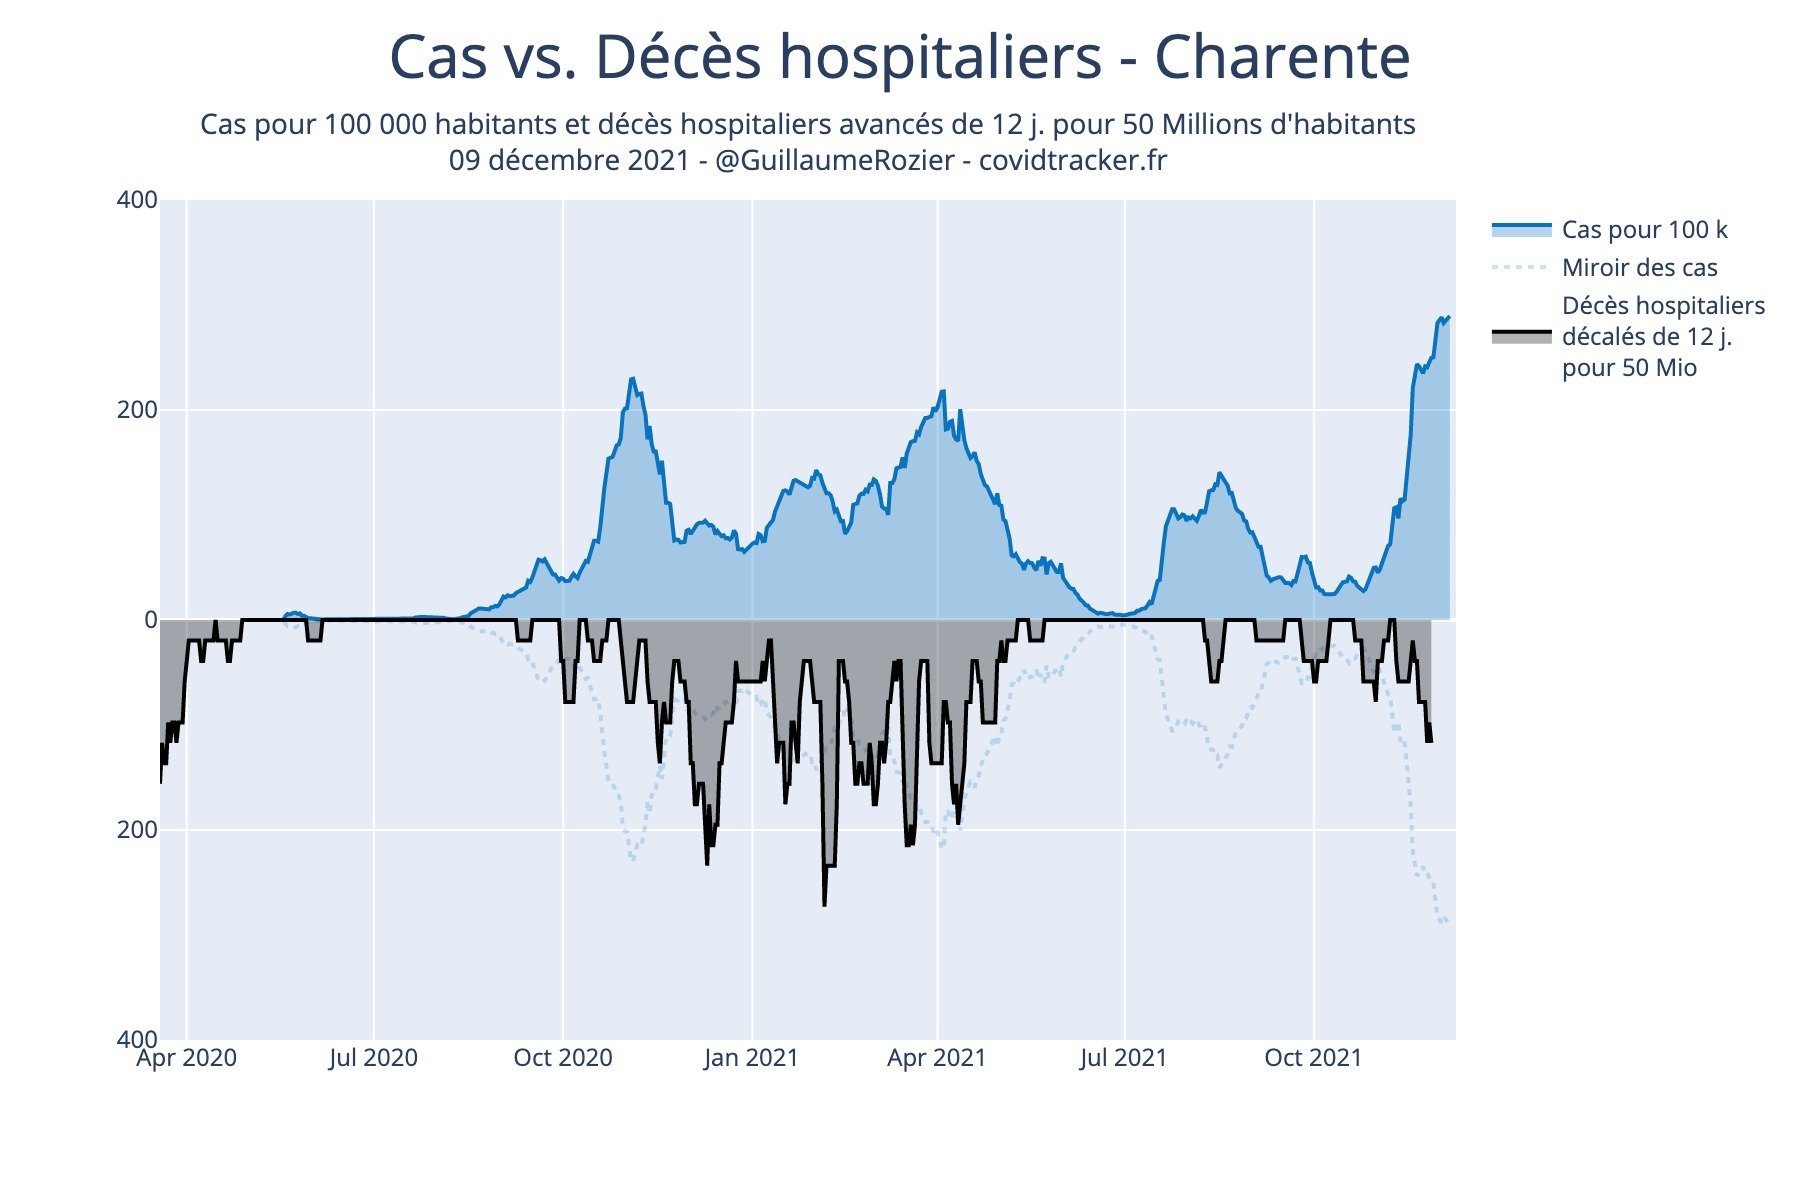 Cas vs. Décès hospitaliers - Charente
Cas pour 100 000 habitants et décès hospitaliers avancés de 12 j. pour 50 Millions d'habitants
09 décembre 2021 - @GuillaumeRozier - covidtracker.fr
400
200
0
200
400
Apr 2020
Jul 2020
Oct 2020
Jan 2021
Apr 2021
Jul 2021
Oct 2021
Cas pour 100 k
Miroir des cas
Décès hospitaliers
décalés de 12 j.
pour 50 Mio